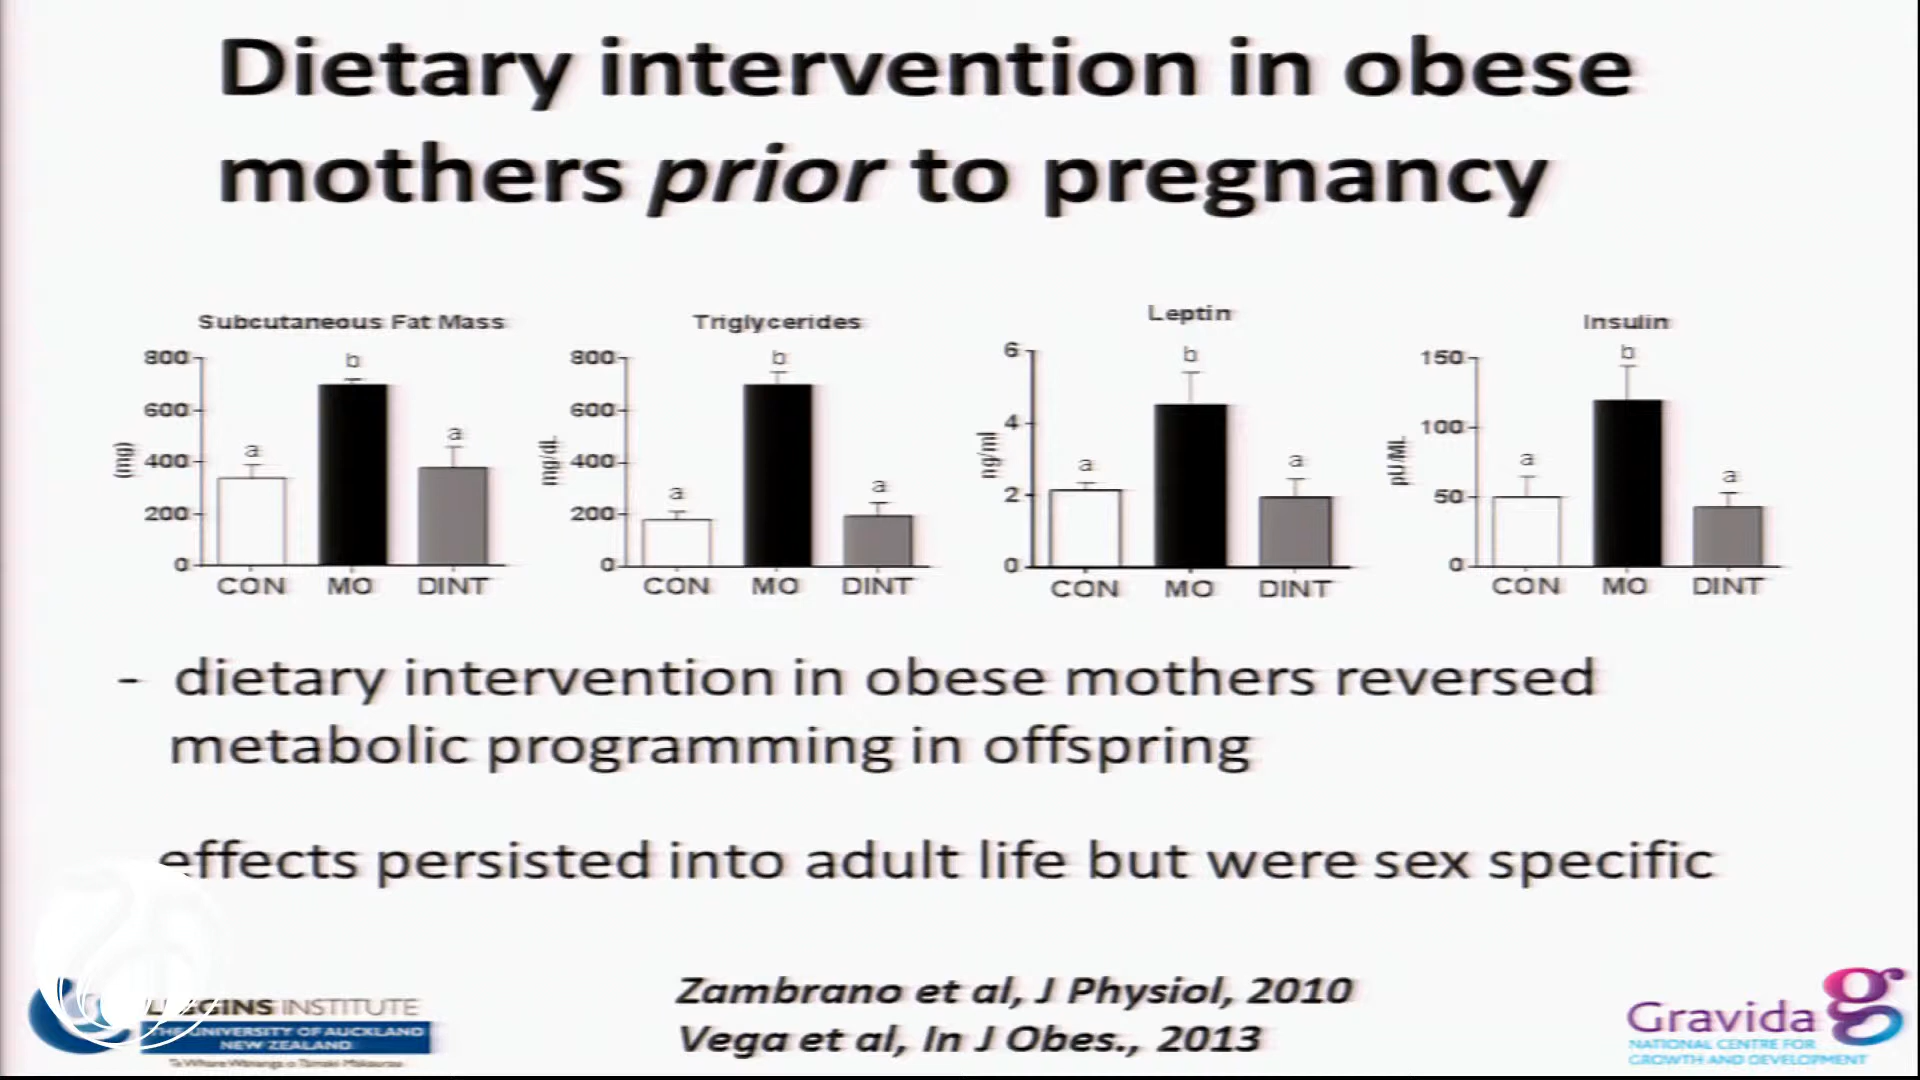 Dietary intervention in obese
mothers prior to pregnancy
Subcutaneous Fat Mass
(mg)
800
600
400
200
0
a
b
a
CON MO DINT
Triglycerides
mg/dL
800
600
400
200
0
a
b
a
CON MO DINT
Leptin
mg/ml
6
4
2
0
a
b
a
CON MO DINT
Insulin
150
100
50
0
a
b
a
CON MO DINT
- dietary intervention in obese mothers reversed
metabolic programming in offspring
effects persisted into adult life but were sex specific
Zambrano et al, J Physiol, 2010
Vega et al, In J Obes., 2013
LIGGINS INSTITUTE
THE UNIVERSITY OF AUCKLAND
NEW ZEALAND
Gravida
NATIONAL CENTRE FOR
GROWTH AND DEVELOPMENT